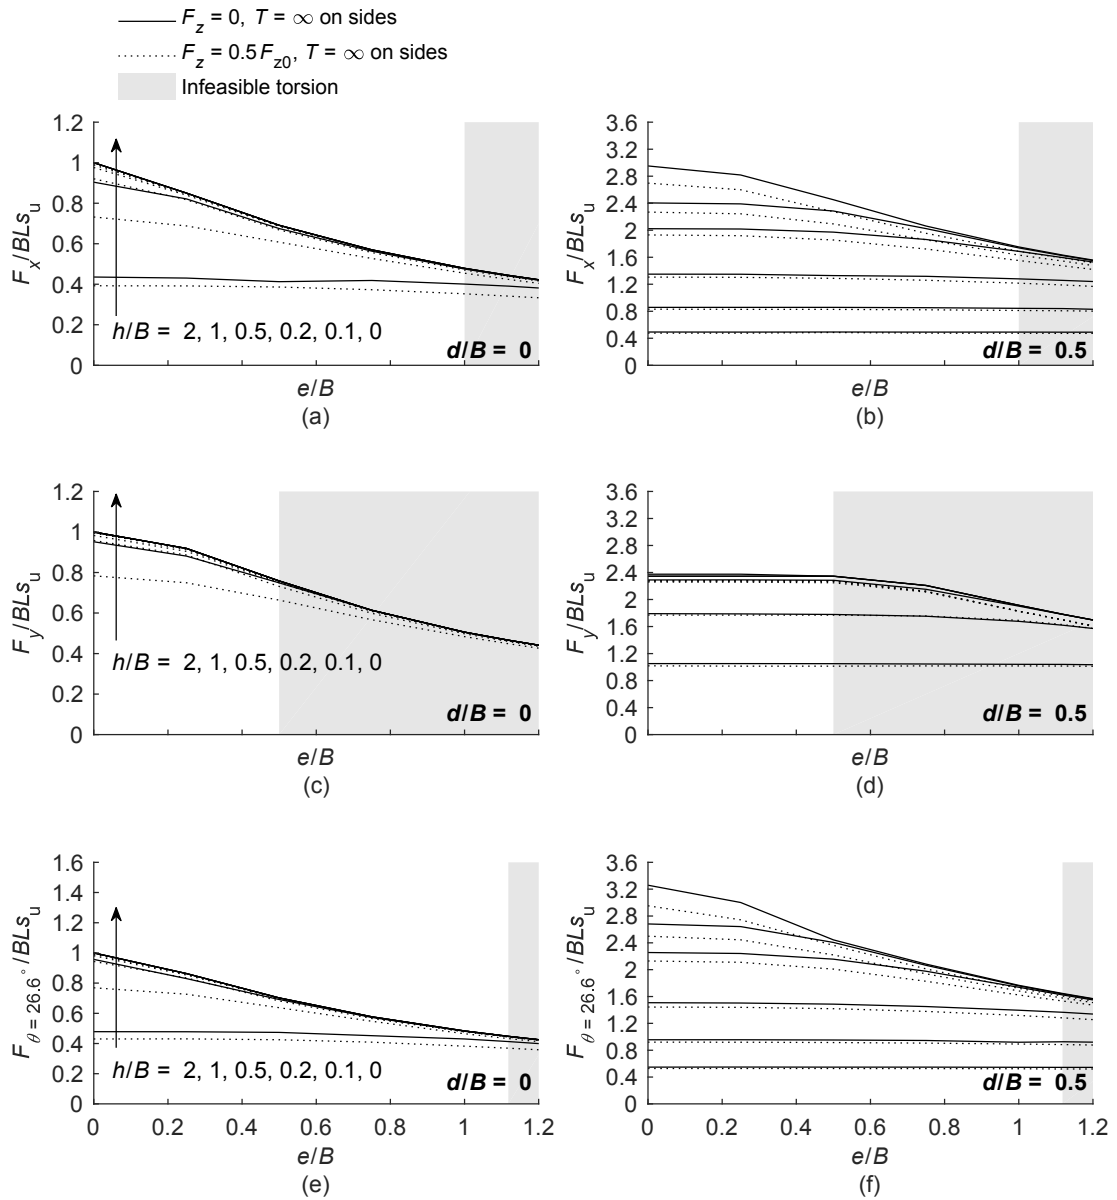 F_z = 0, T = ∞ on sides
F_z = 0.5F_z0, T = ∞ on sides
Infeasible torsion
1.2
1
0.8
0.6
0.4
0.2
0
F_x/BLs_u
h/B = 2, 1, 0.5, 0.2, 0.1, 0
d/B = 0
e/B
(a)
3.6
3.2
2.8
2.4
2
1.6
1.2
0.8
0.4
0
F_x/BLs_u
d/B = 0.5
e/B
(b)
1.2
1
0.8
0.6
0.4
0.2
0
F_y/BLs_u
h/B = 2, 1, 0.5, 0.2, 0.1, 0
d/B = 0
e/B
(c)
3.6
3.2
2.8
2.4
2
1.6
1.2
0.8
0.4
0
F_y/BLs_u
d/B = 0.5
e/B
(d)
1.6
1.4
1.2
1
0.8
0.6
0.4
0.2
0
F_θ = 26.6°/BLs_u
h/B = 2, 1, 0.5, 0.2, 0.1, 0
d/B = 0
0 0.2 0.4 0.6 0.8 1 1.2
e/B
(e)
3.6
3.2
2.8
2.4
2
1.6
1.2
0.8
0.4
0
F_θ = 26.6°/BLs_u
d/B = 0.5
0 0.2 0.4 0.6 0.8 1 1.2
e/B
(f)